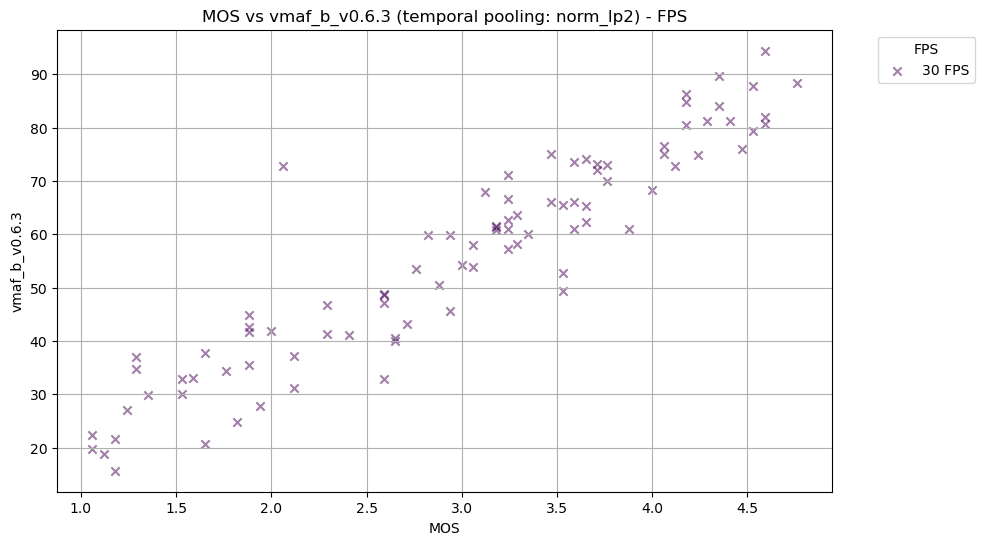 MOS vs vmaf_b_v0.6.3 (temporal pooling: norm_lp2) - FPS
FPS
30 FPS
vmaf_b_v0.6.3
90
80
70
60
50
40
30
20
1.0 1.5 2.0 2.5 3.0 3.5 4.0 4.5
MOS